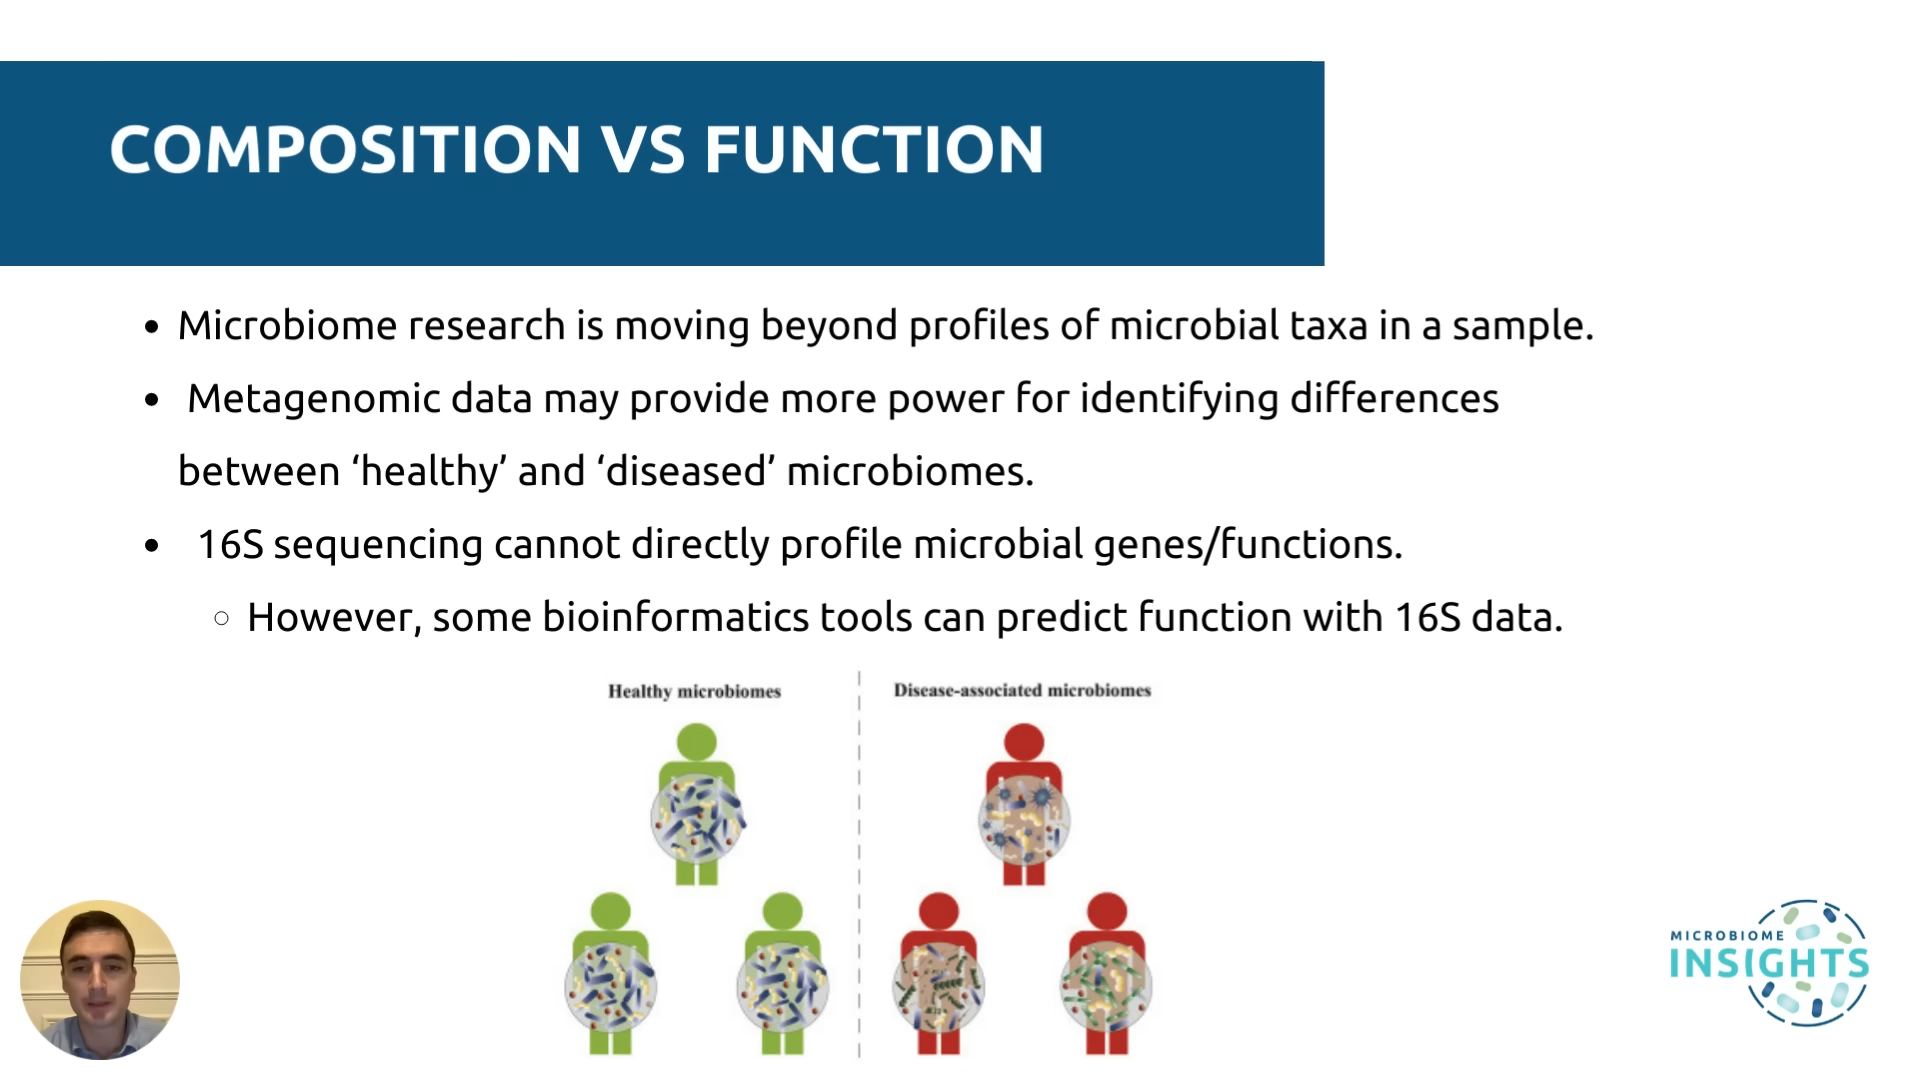 COMPOSITION VS FUNCTION
• Microbiome research is moving beyond profiles of microbial taxa in a sample.
• Metagenomic data may provide more power for identifying differences
between ‘healthy’ and ‘diseased’ microbiomes.
• 16S sequencing cannot directly profile microbial genes/functions.
○ However, some bioinformatics tools can predict function with 16S data.
Healthy microbiomes
Disease-associated microbiomes
MICROBIOME
INSIGHTS